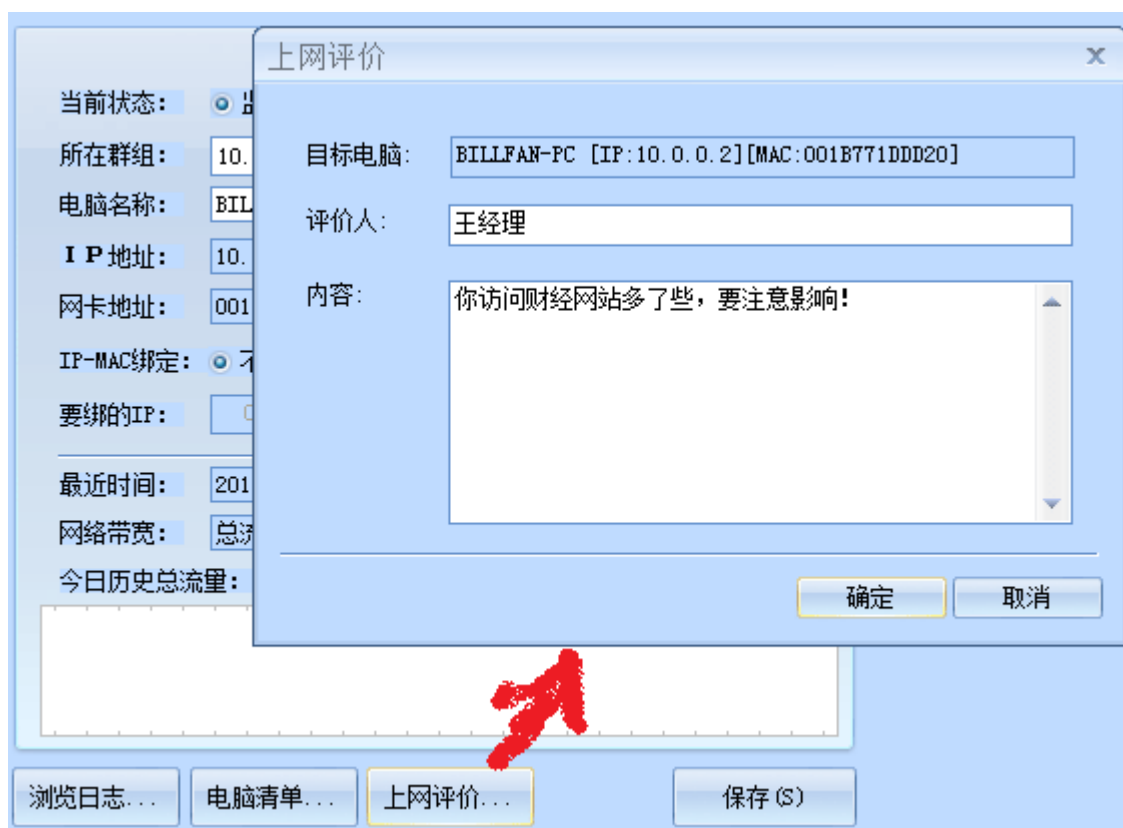 上网评价
x
当前状态:
所在群组: 10.
电脑名称: BIL
IP地址: 10.
网卡地址: 001
IP-MAC绑定: 不
要绑的IP: 0
最近时间: 201
网络带宽: 总流
今日历史总流量:
目标电脑: BILLFAN-PC [IP:10.0.0.2][MAC:001B771DDD20]
评价人: 王经理
内容: 你访问财经网站多了些，要注意影响!
确定 取消
浏览日志... 电脑清单... 上网评价... 保存(S)